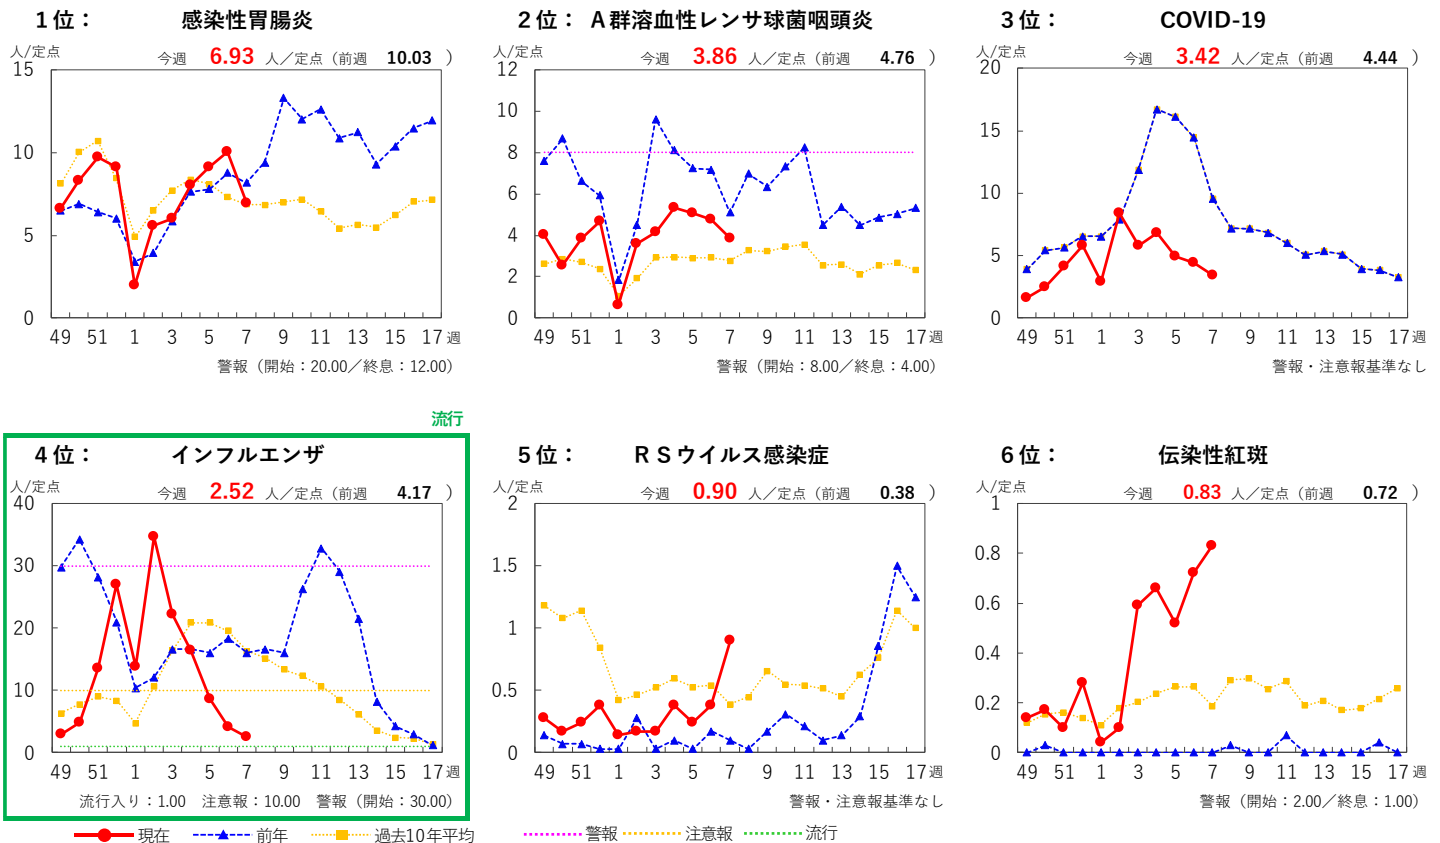 １位： 感染性胃腸炎
人/定点 今週 6.93 人／定点（前週 10.03 ）
15
10
5
0
49 51 1 3 5 7 9 11 13 15 17 週
警報（開始：20.00／終息：12.00）
２位： Ａ群溶血性レンサ球菌咽頭炎
人/定点 今週 3.86 人／定点（前週 4.76 ）
12
10
8
6
4
2
0
49 51 1 3 5 7 9 11 13 15 17 週
警報（開始：8.00／終息：4.00）
３位： COVID-19
人/定点 今週 3.42 人／定点（前週 4.44 ）
20
15
10
5
0
49 51 1 3 5 7 9 11 13 15 17 週
警報・注意報基準なし
流行
４位： インフルエンザ
人/定点 今週 2.52 人／定点（前週 4.17 ）
40
30
20
10
0
49 51 1 3 5 7 9 11 13 15 17 週
流行入り：1.00 注意報：10.00 警報（開始：30.00）
５位： ＲＳウイルス感染症
人/定点 今週 0.90 人／定点（前週 0.38 ）
2
1.5
1
0.5
0
49 51 1 3 5 7 9 11 13 15 17 週
警報・注意報基準なし
６位： 伝染性紅斑
人/定点 今週 0.83 人／定点（前週 0.72 ）
1
0.8
0.6
0.4
0.2
0
49 51 1 3 5 7 9 11 13 15 17 週
警報（開始：2.00／終息：1.00）
現在 前年 過去10年平均 警報 注意報 流行